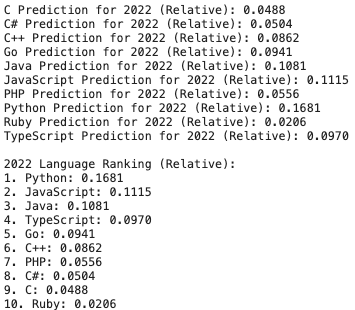 C Prediction for 2022 (Relative): 0.0488
C# Prediction for 2022 (Relative): 0.0504
C++ Prediction for 2022 (Relative): 0.0862
Go Prediction for 2022 (Relative): 0.0941
Java Prediction for 2022 (Relative): 0.1081
JavaScript Prediction for 2022 (Relative): 0.1115
PHP Prediction for 2022 (Relative): 0.0556
Python Prediction for 2022 (Relative): 0.1681
Ruby Prediction for 2022 (Relative): 0.0206
TypeScript Prediction for 2022 (Relative): 0.0970

2022 Language Ranking (Relative):
1. Python: 0.1681
2. JavaScript: 0.1115
3. Java: 0.1081
4. TypeScript: 0.0970
5. Go: 0.0941
6. C++: 0.0862
7. PHP: 0.0556
8. C#: 0.0504
9. C: 0.0488
10. Ruby: 0.0206